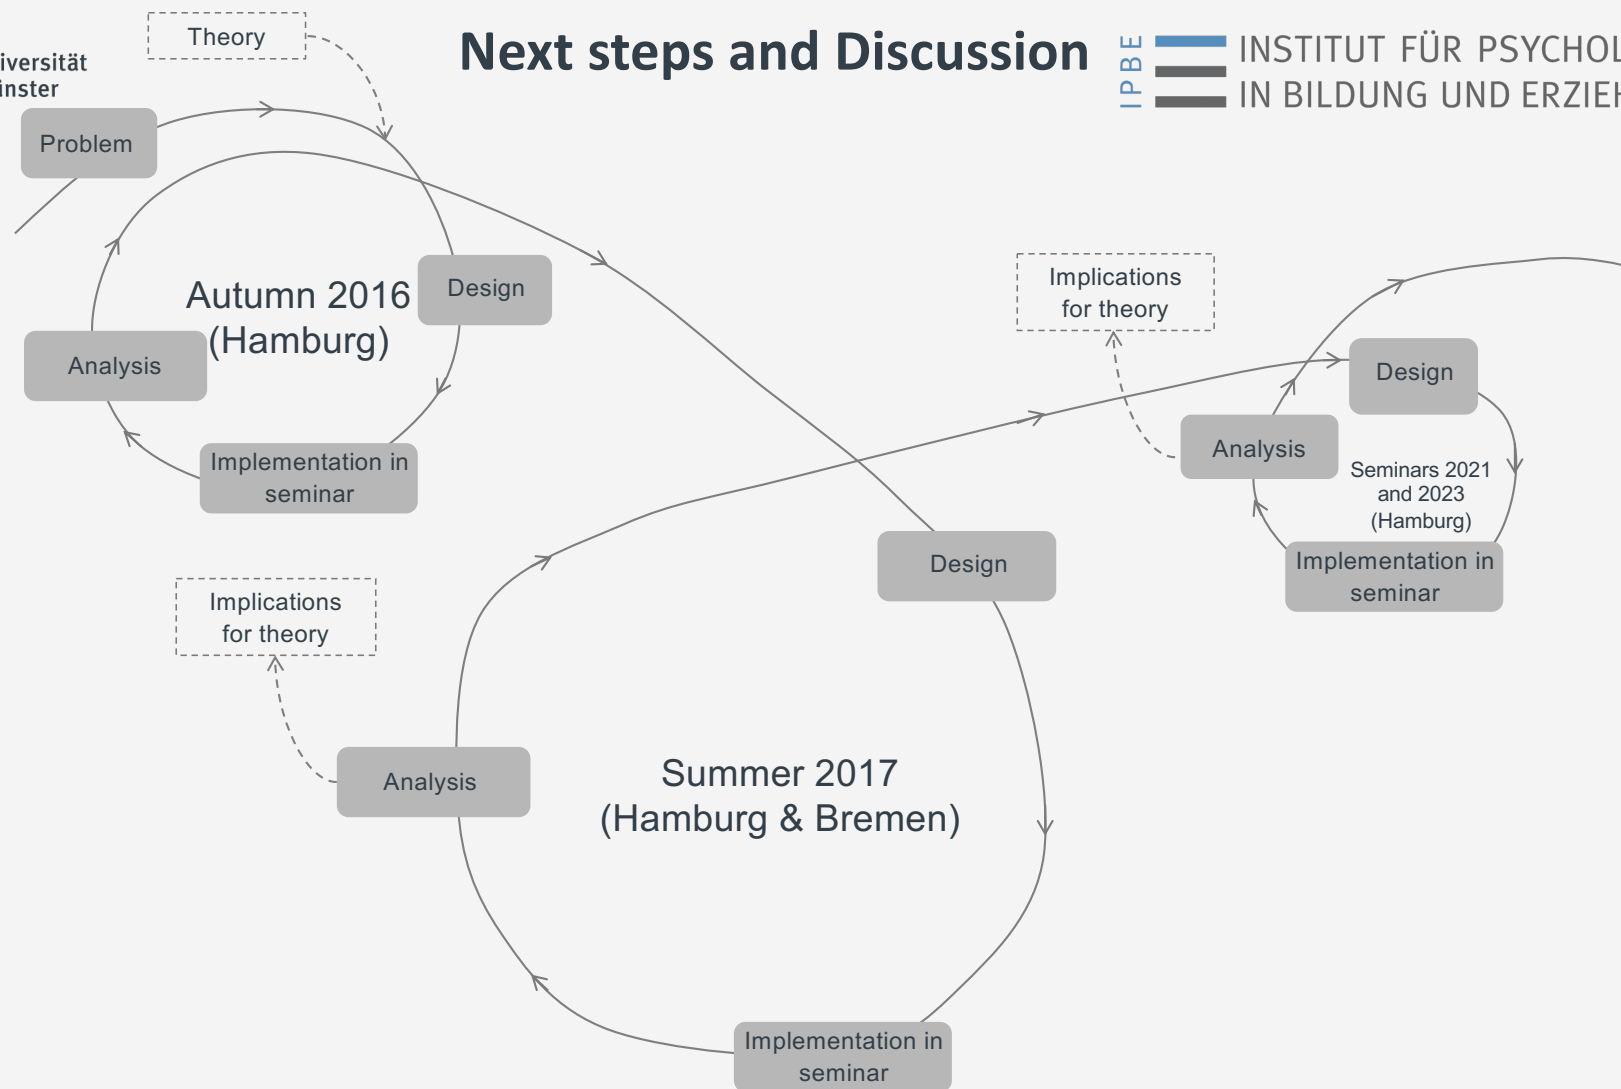 Theory
Next steps and Discussion
IPBE
INSTITUT FÜR PSYCHOL
IN BILDUNG UND ERZIEH
iversität
inster
Problem
Autumn 2016
(Hamburg)
Design
Analysis
Implementation in
seminar
Implications
for theory
Design
Analysis
Seminars 2021
and 2023
(Hamburg)
Implementation in
seminar
Design
Implications
for theory
Analysis
Summer 2017
(Hamburg & Bremen)
Implementation in
seminar